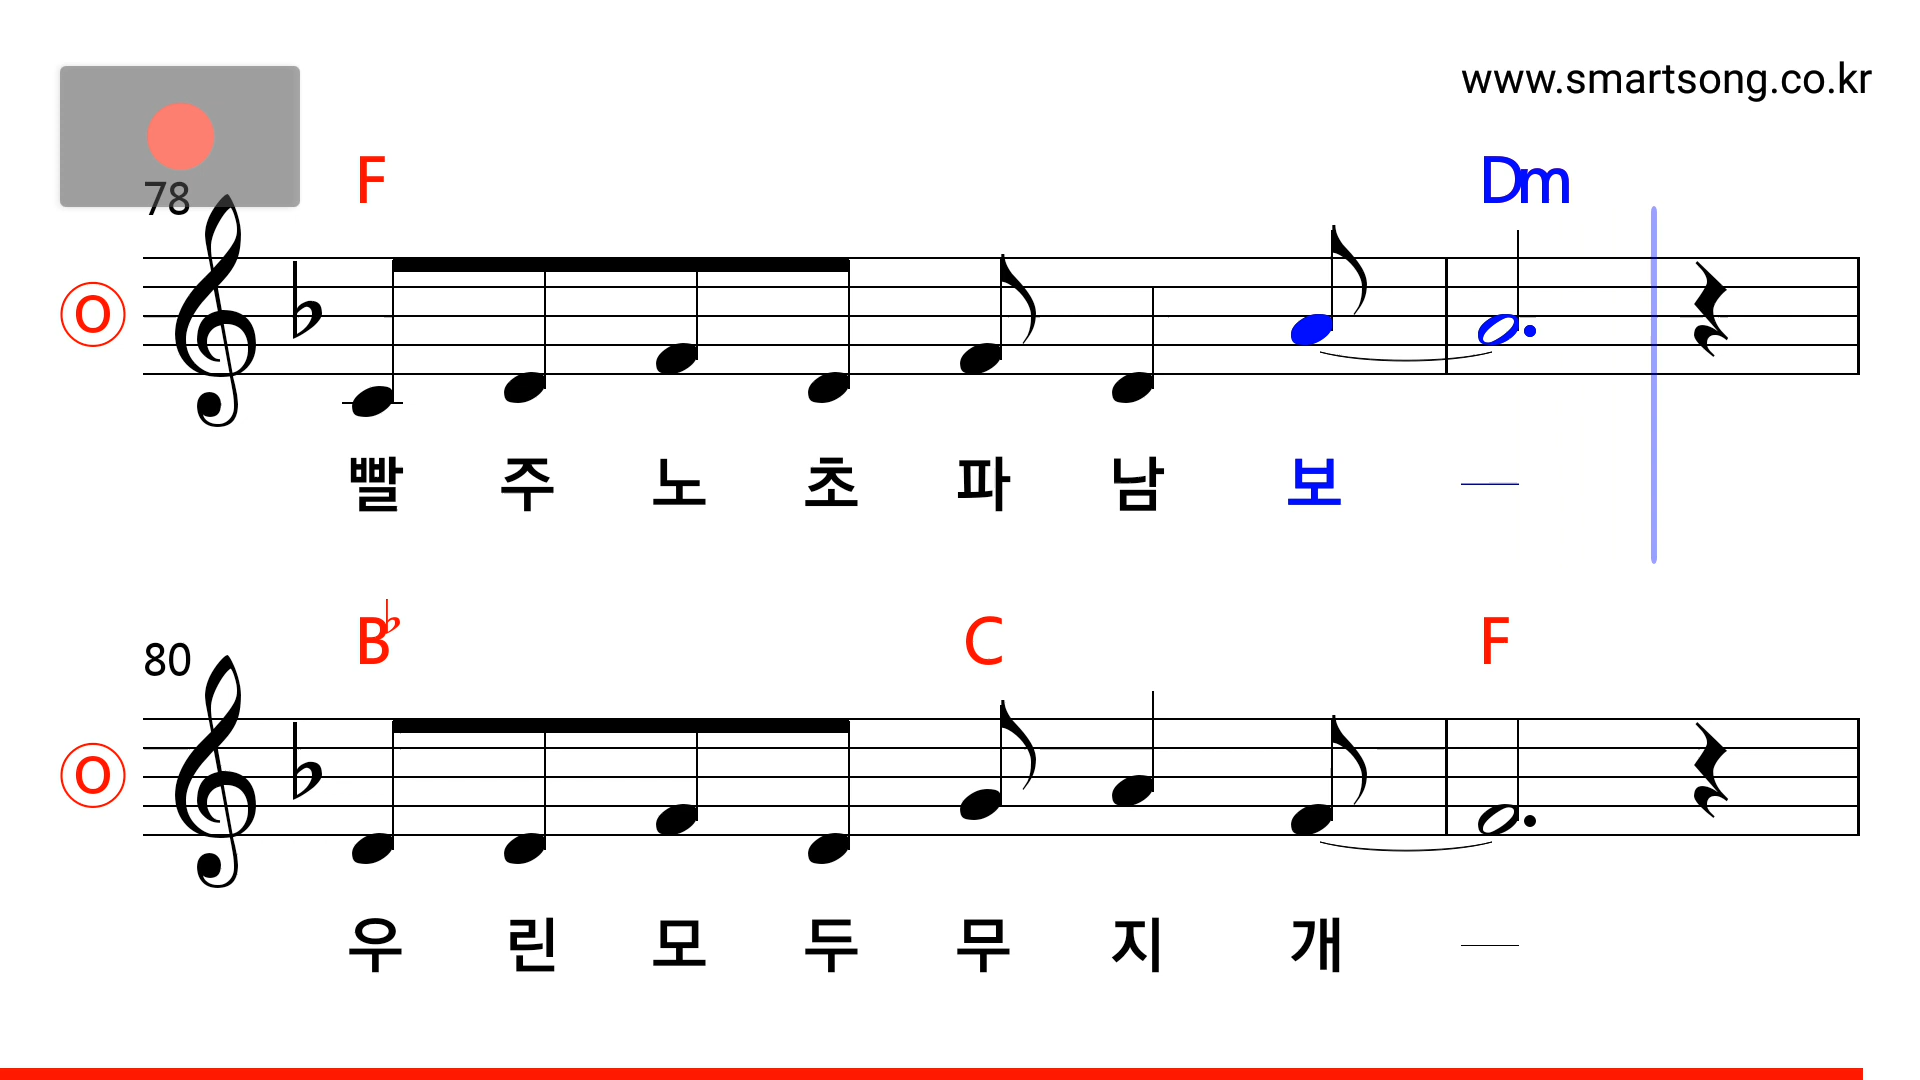 www.smartsong.co.kr
78
F Dm
O
빨 주 노 초 파 남 보 —
80
B♭ C F
O
우 린 모 두 무 지 개 —